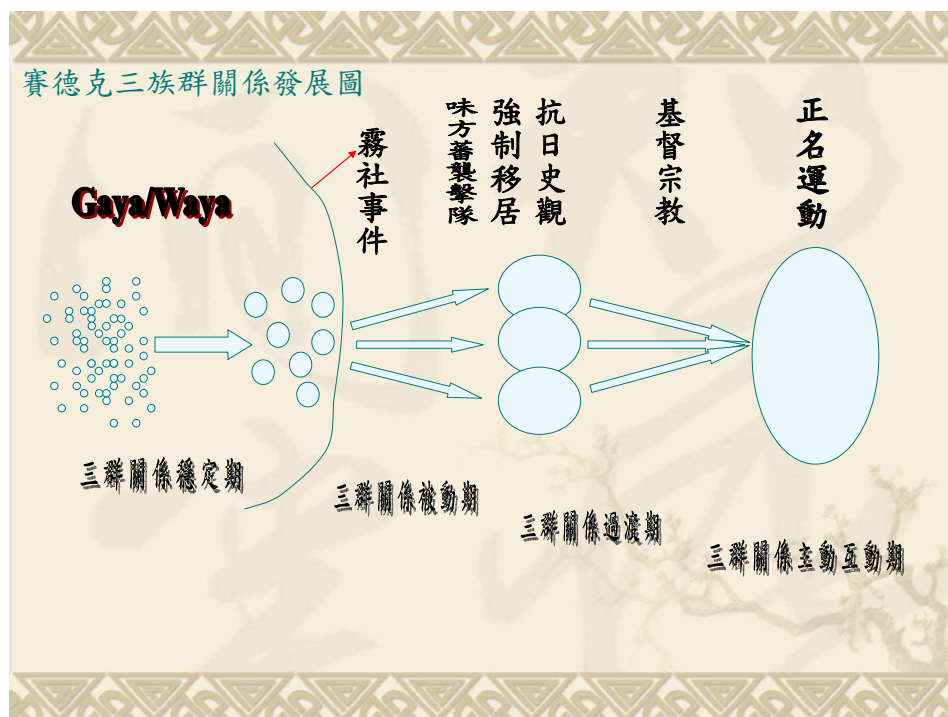 賽德克三族群關係發展圖
Gaya/Waya
霧社事件
味方蕃襲擊隊
強制移居
抗日史觀
基督宗教
正名運動
三群關係穩定期
三群關係被動期
三群關係過渡期
三群關係主動互動期